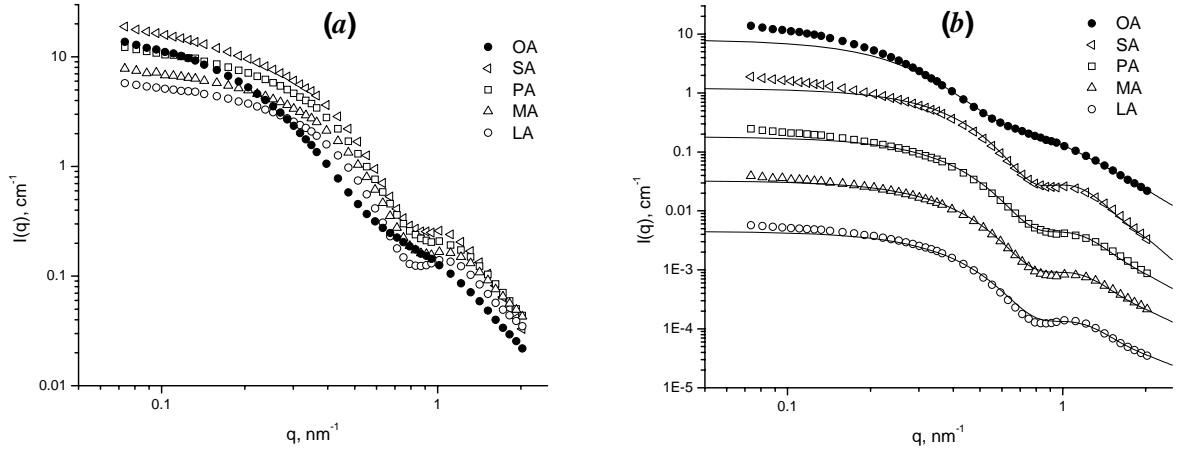 (a)
OA
SA
PA
MA
LA
10
1
0.1
0.01
I(q), cm-1
0.1
1
q, nm-1
(b)
OA
SA
PA
MA
LA
10
1
0.1
0.01
1E-3
1E-4
1E-5
I(q), cm-1
0.1
1
q, nm-1